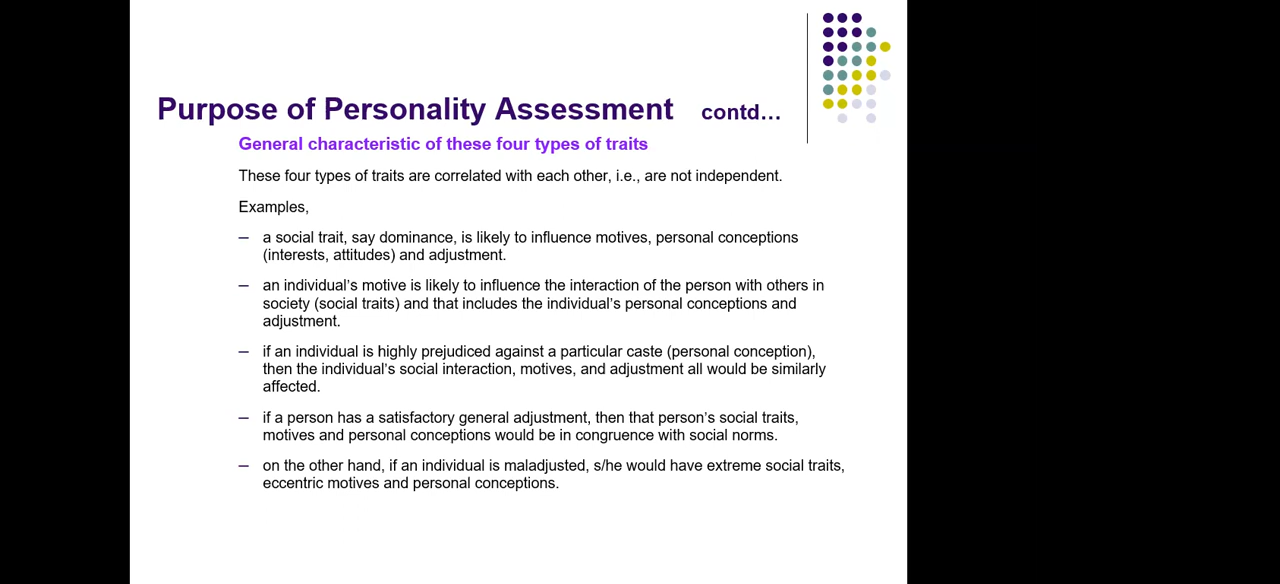 Purpose of Personality Assessment contd...
General characteristic of these four types of traits
These four types of traits are correlated with each other, i.e., are not independent.
Examples,
– a social trait, say dominance, is likely to influence motives, personal conceptions
(interests, attitudes) and adjustment.
– an individual's motive is likely to influence the interaction of the person with others in
society (social traits) and that includes the individual's personal conceptions and
adjustment.
– if an individual is highly prejudiced against a particular caste (personal conception),
then the individual's social interaction, motives, and adjustment all would be similarly
affected.
– if a person has a satisfactory general adjustment, then that person's social traits,
motives and personal conceptions would be in congruence with social norms.
– on the other hand, if an individual is maladjusted, s/he would have extreme social traits,
eccentric motives and personal conceptions.